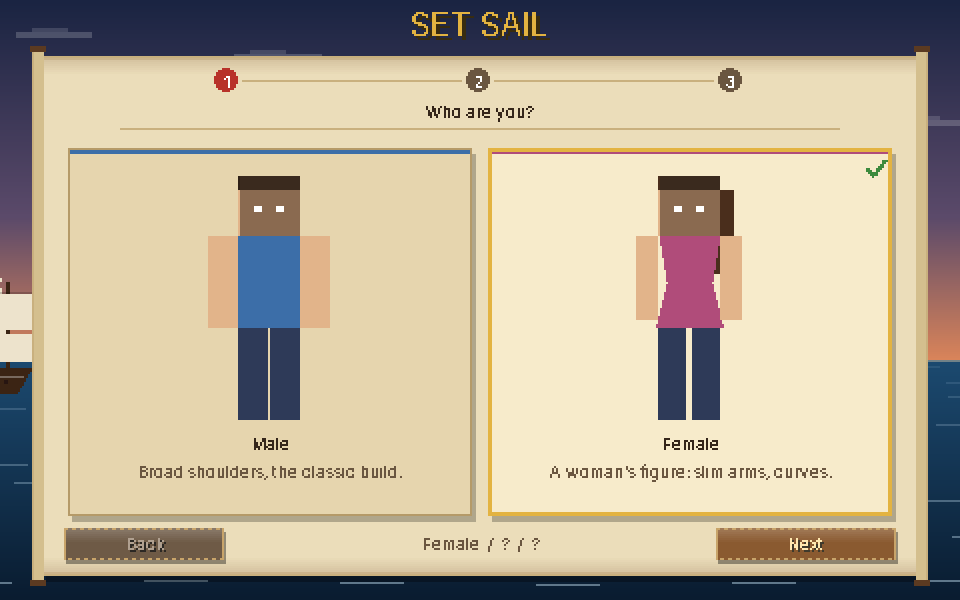 SET SAIL
1 2 3
Who are you?
Male
Broad shoulders, the classic build.
Female
A woman's figure: slim arms, curves.
Back
Female / ? / ?
Next